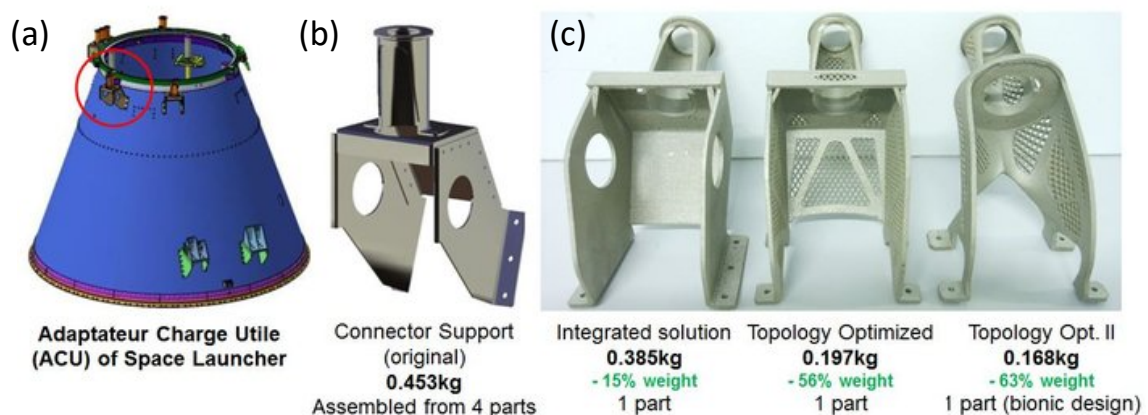 (a)
(b)
(c)
Adaptateur Charge Utile
(ACU) of Space Launcher
Connector Support
(original)
0.453kg
Assembled from 4 parts
Integrated solution
0.385kg
- 15% weight
1 part
Topology Optimized
0.197kg
- 56% weight
1 part
Topology Opt. II
0.168kg
- 63% weight
1 part (bionic design)